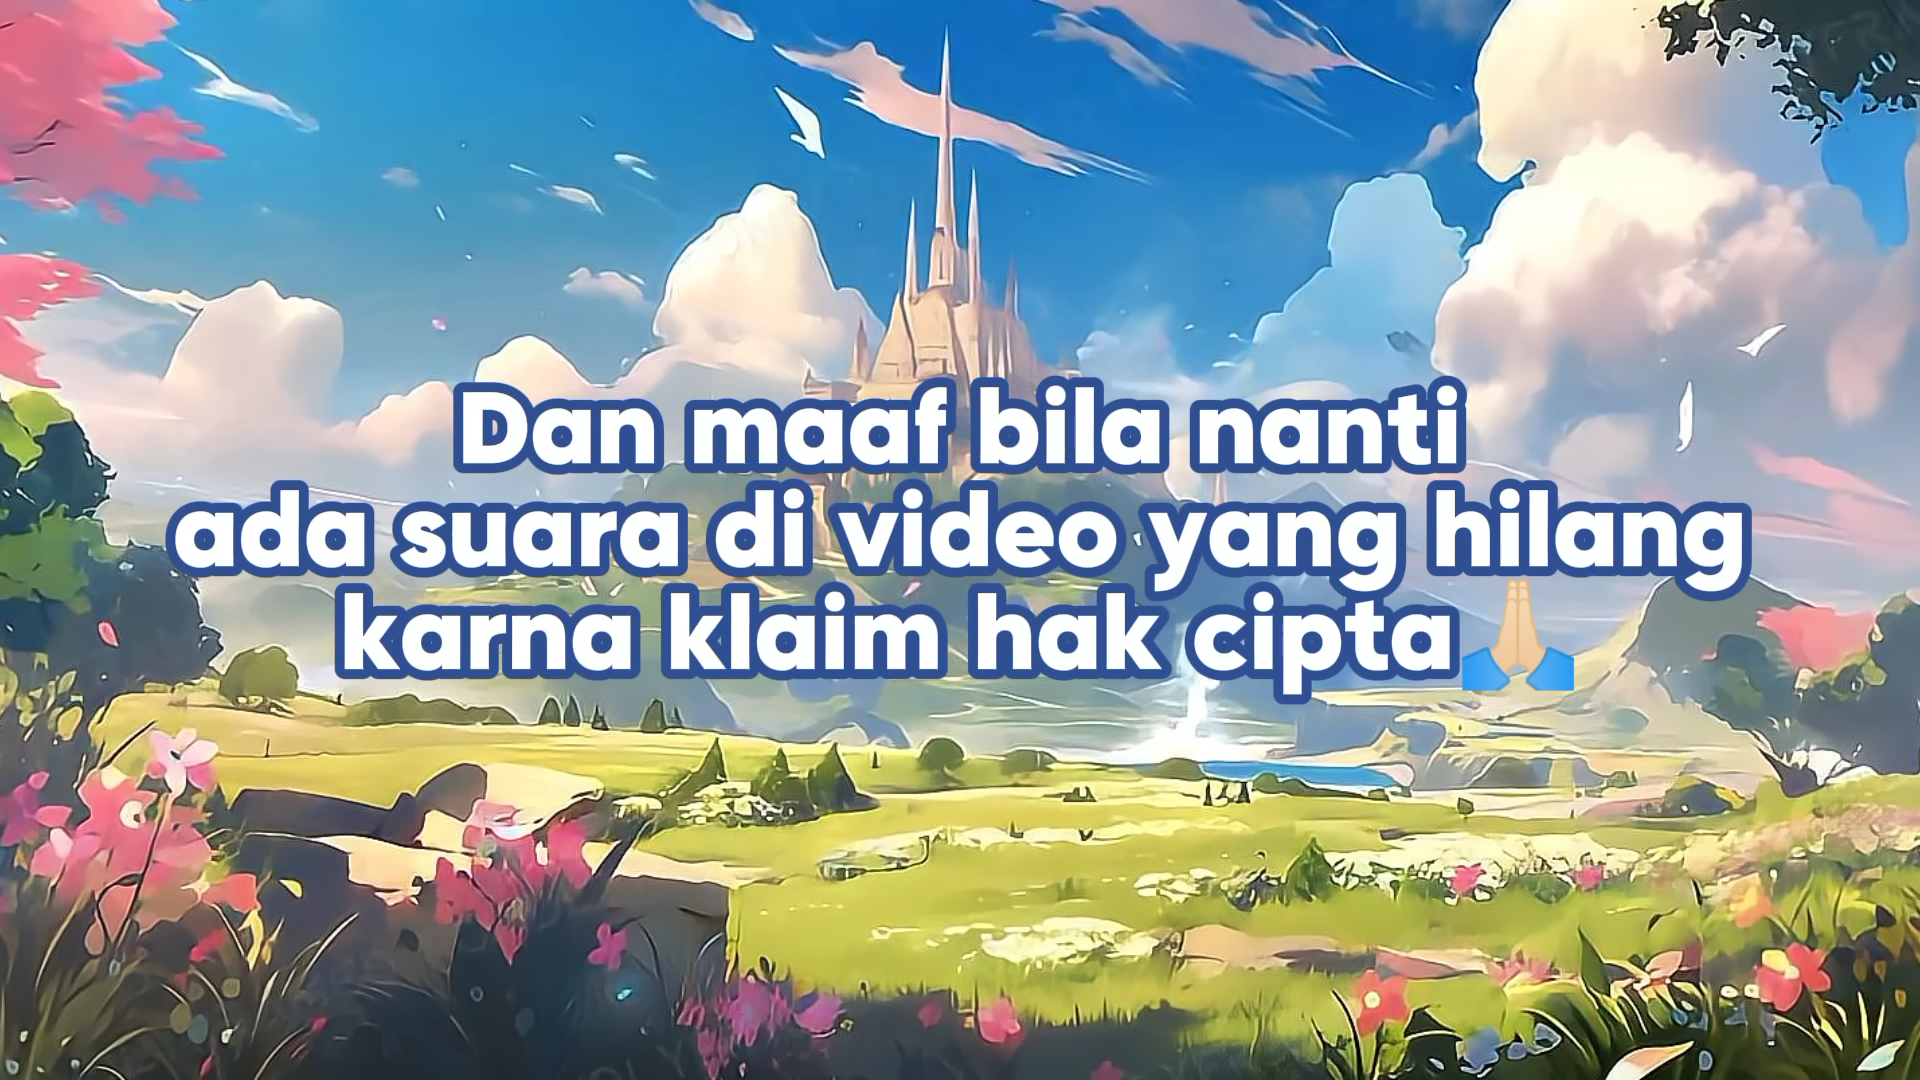 Dan maaf bila nanti
ada suara di video yang hilang
karna klaim hak cipta🙏🏼